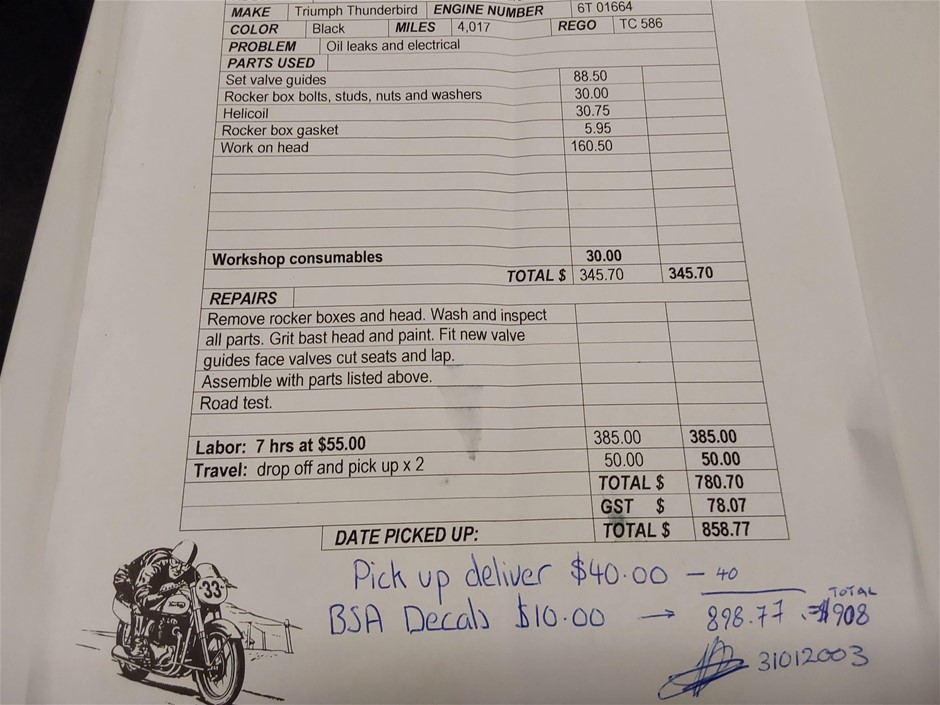 MAKE Triumph Thunderbird ENGINE NUMBER 6T 01664
COLOR Black MILES 4,017 REGO TC 586
PROBLEM Oil leaks and electrical
PARTS USED
Set valve guides 88.50
Rocker box bolts, studs, nuts and washers 30.00
Helicoil 30.75
Rocker box gasket 5.95
Work on head 160.50
Workshop consumables 30.00
TOTAL $ 345.70 345.70
REPAIRS
Remove rocker boxes and head. Wash and inspect
all parts. Grit bast head and paint. Fit new valve
guides face valves cut seats and lap.
Assemble with parts listed above.
Road test.
Labor: 7 hrs at $55.00 385.00 385.00
Travel: drop off and pick up x 2 50.00 50.00
TOTAL $ 780.70
GST $ 78.07
DATE PICKED UP: TOTAL $ 858.77
Pick up deliver $40.00 – 40
BSA Decals $10.00 → 898.77 = $908 TOTAL
31012003
33